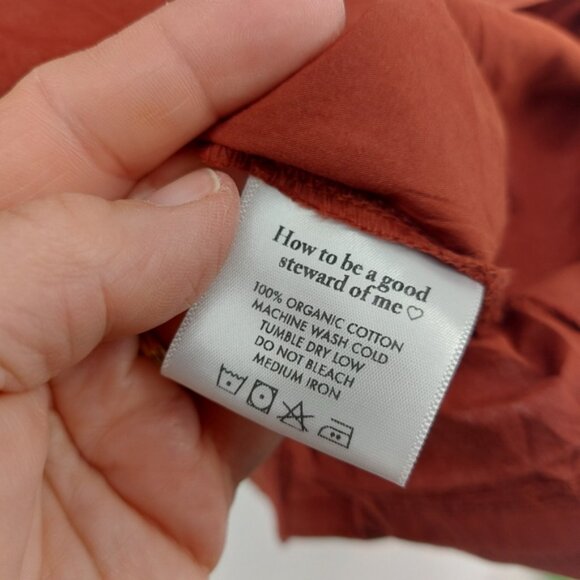 How to be a good
steward of me ♡
100% ORGANIC COTTON
MACHINE WASH COLD
TUMBLE DRY LOW
DO NOT BLEACH
MEDIUM IRON